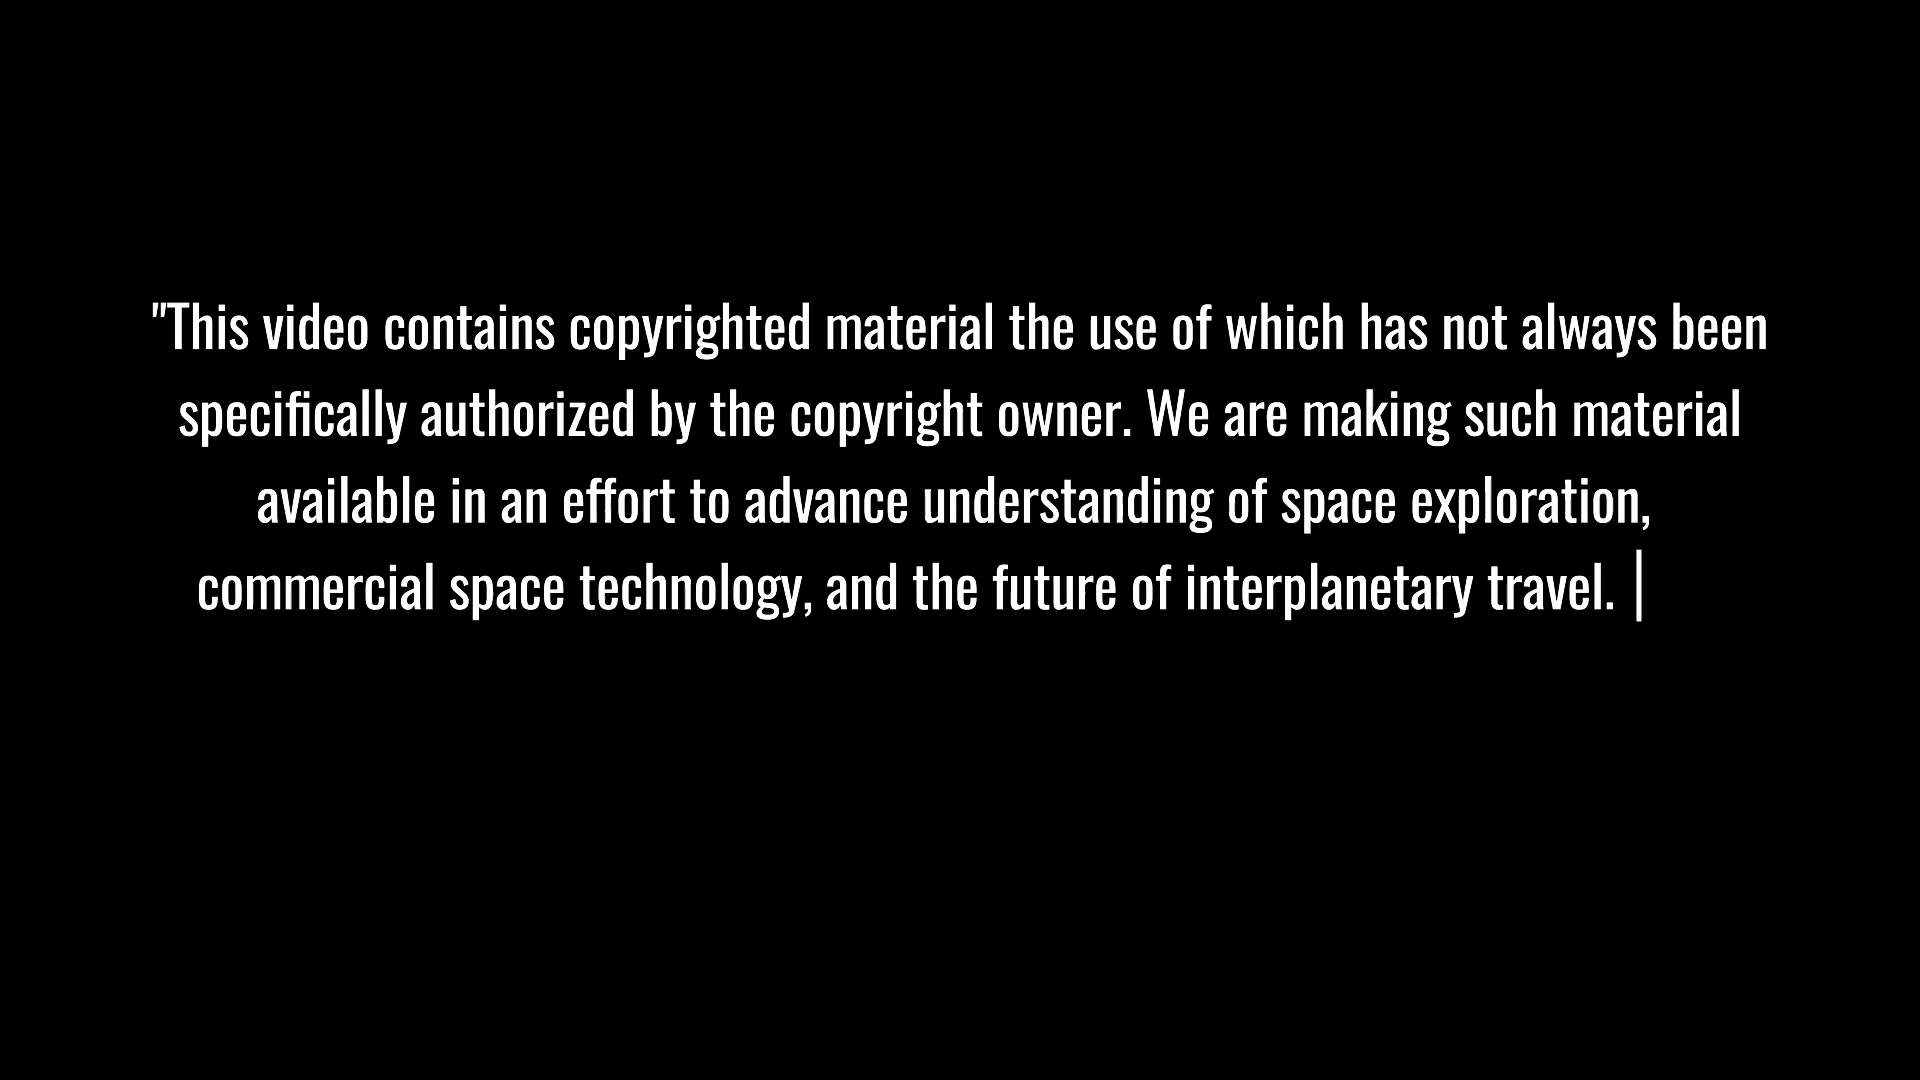 "This video contains copyrighted material the use of which has not always been
specifically authorized by the copyright owner. We are making such material
available in an effort to advance understanding of space exploration,
commercial space technology, and the future of interplanetary travel.